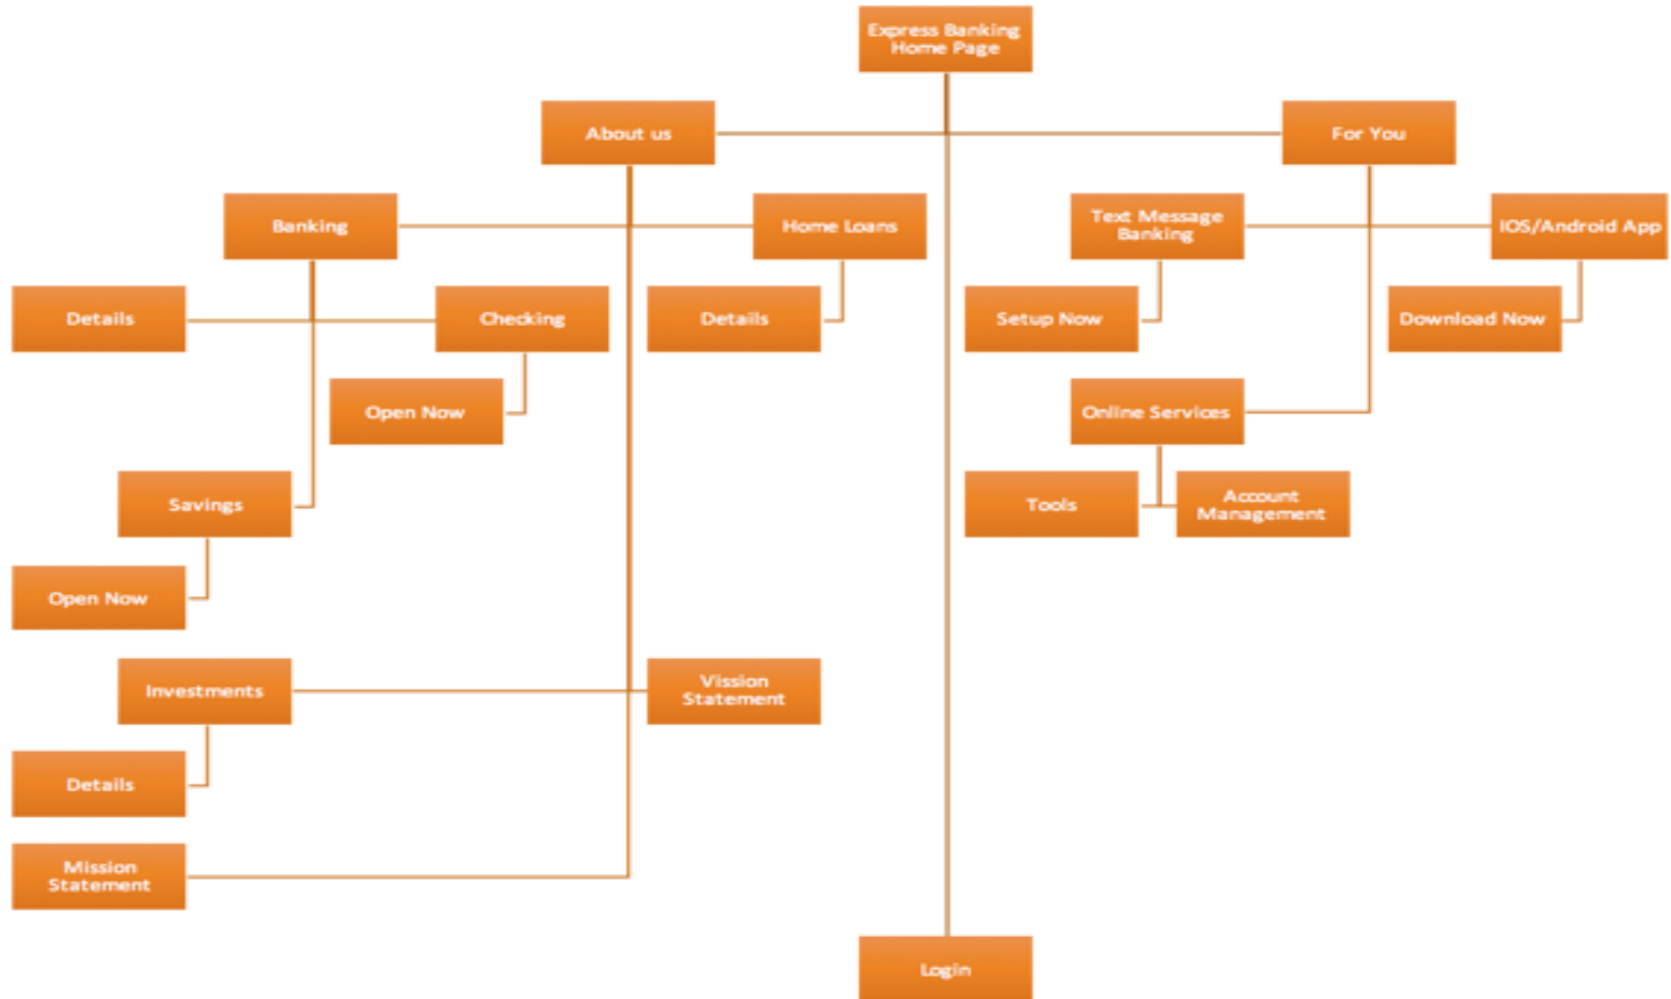 Express Banking
Home Page
About us
For You
Banking
Home Loans
Text Message
Banking
IOS/Android App
Details
Checking
Details
Setup Now
Download Now
Open Now
Online Services
Savings
Tools
Account
Management
Open Now
Investments
Vission
Statement
Details
Mission
Statement
Login